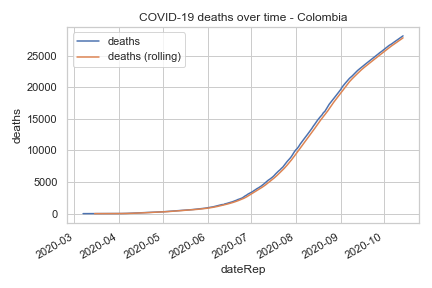 COVID-19 deaths over time - Colombia
deaths
deaths (rolling)
25000
20000
15000
10000
5000
0
deaths
2020-03
2020-04
2020-05
2020-06
2020-07
2020-08
2020-09
2020-10
dateRep